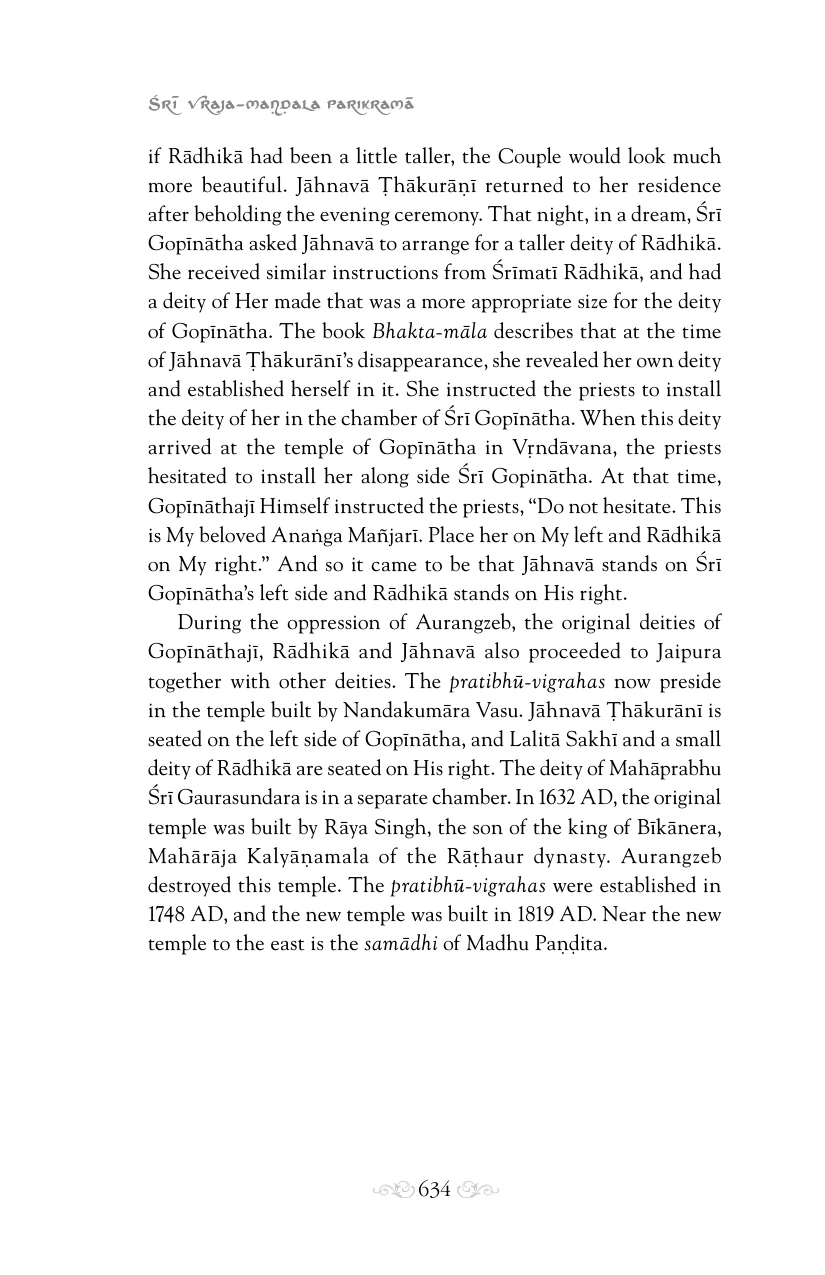 Śrī Vraja-maṇḍala Parikramā
if Rādhikā had been a little taller, the Couple would look much
more beautiful. Jāhnavā Ṭhākurāṇī returned to her residence
after beholding the evening ceremony. That night, in a dream, Śrī
Gopīnātha asked Jāhnavā to arrange for a taller deity of Rādhikā.
She received similar instructions from Śrīmatī Rādhikā, and had
a deity of Her made that was a more appropriate size for the deity
of Gopīnātha. The book Bhakta-māla describes that at the time
of Jāhnavā Ṭhākurānī’s disappearance, she revealed her own deity
and established herself in it. She instructed the priests to install
the deity of her in the chamber of Śrī Gopīnātha. When this deity
arrived at the temple of Gopīnātha in Vṛndāvana, the priests
hesitated to install her along side Śrī Gopinātha. At that time,
Gopīnāthajī Himself instructed the priests, “Do not hesitate. This
is My beloved Anaṅga Mañjarī. Place her on My left and Rādhikā
on My right.” And so it came to be that Jāhnavā stands on Śrī
Gopīnātha’s left side and Rādhikā stands on His right.
During the oppression of Aurangzeb, the original deities of
Gopīnāthajī, Rādhikā and Jāhnavā also proceeded to Jaipura
together with other deities. The pratibhū-vigrahas now preside
in the temple built by Nandakumāra Vasu. Jāhnavā Ṭhākurānī is
seated on the left side of Gopīnātha, and Lalitā Sakhī and a small
deity of Rādhikā are seated on His right. The deity of Mahāprabhu
Śrī Gaurasundara is in a separate chamber. In 1632 AD, the original
temple was built by Rāya Singh, the son of the king of Bīkānera,
Mahārāja Kalyāṇamala of the Rāṭhaur dynasty. Aurangzeb
destroyed this temple. The pratibhū-vigrahas were established in
1748 AD, and the new temple was built in 1819 AD. Near the new
temple to the east is the samādhi of Madhu Paṇḍita.
634